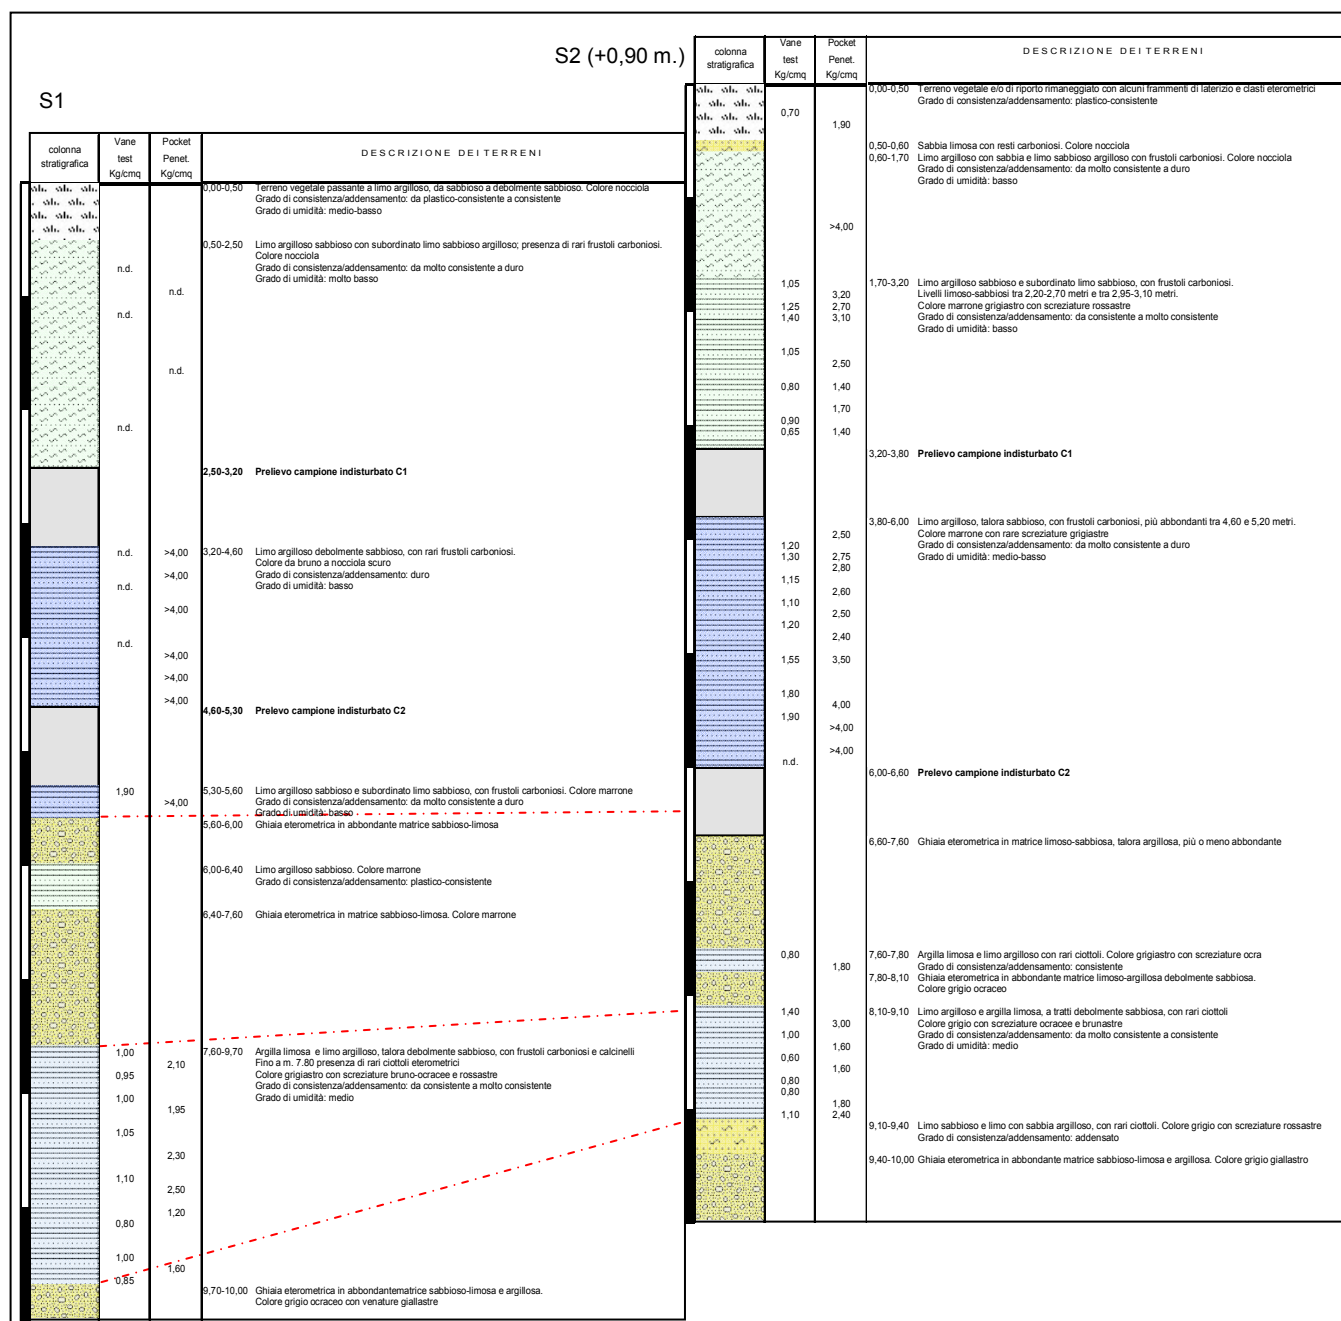 S2 (+0,90 m.)
S1
colonna
stratigrafica
Vane
test
Kg/cmq
Pocket
Penet.
Kg/cmq
DESCRIZIONE DEI TERRENI
0,00-0,50 Terreno vegetale passante a limo argilloso, da sabbioso a debolmente sabbioso. Colore nocciola
Grado di consistenza/addensamento: da plastico-consistente a consistente
Grado di umidità: medio-basso
0,50-2,50 Limo argilloso sabbioso con subordinato limo sabbioso argilloso; presenza di rari frustoli carboniosi.
Colore nocciola
Grado di consistenza/addensamento: da molto consistente a duro
Grado di umidità: molto basso
n.d.
n.d.
n.d.
n.d.
n.d.
2,50-3,20 Prelievo campione indisturbato C1
n.d. >4,00 3,20-4,60 Limo argilloso debolmente sabbioso, con rari frustoli carboniosi.
Colore da bruno a nocciola scuro
>4,00 Grado di consistenza/addensamento: duro
n.d. Grado di umidità: basso
>4,00
n.d.
>4,00
>4,00
>4,00
4,60-5,30 Prelevo campione indisturbato C2
1,90 5,30-5,60 Limo argilloso sabbioso e subordinato limo sabbioso, con frustoli carboniosi. Colore marrone
>4,00 Grado di consistenza/addensamento: da molto consistente a duro
Grado di umidità: basso
5,60-6,00 Ghiaia eterometrica in abbondante matrice sabbioso-limosa
6,00-6,40 Limo argilloso sabbioso. Colore marrone
Grado di consistenza/addensamento: plastico-consistente
6,40-7,60 Ghiaia eterometrica in matrice sabbioso-limosa. Colore marrone
1,00 7,60-9,70 Argilla limosa e limo argilloso, talora debolmente sabbioso, con frustoli carboniosi e calcinelli
2,10 Fino a m. 7.80 presenza di rari ciottoli eterometrici
0,95 Colore grigiastro con screziature bruno-ocracee e rossastre
Grado di consistenza/addensamento: da consistente a molto consistente
1,00 Grado di umidità: medio
1,95
1,05
2,30
1,10
2,50
1,20
0,80
1,00
1,60
0,85
9,70-10,00 Ghiaia eterometrica in abbondantematrice sabbioso-limosa e argillosa.
Colore grigio ocraceo con venature giallastre
colonna
stratigrafica
Vane
test
Kg/cmq
Pocket
Penet.
Kg/cmq
DESCRIZIONE DEI TERRENI
0,00-0,50 Terreno vegetale e/o di riporto rimaneggiato con alcuni frammenti di laterizio e clasti eterometrici
Grado di consistenza/addensamento: plastico-consistente
0,70
1,90
0,50-0,60 Sabbia limosa con resti carboniosi. Colore nocciola
0,60-1,70 Limo argilloso con sabbia e limo sabbioso argilloso con frustoli carboniosi. Colore nocciola
Grado di consistenza/addensamento: da molto consistente a duro
Grado di umidità: basso
>4,00
1,05 1,70-3,20 Limo argilloso sabbioso e subordinato limo sabbioso, con frustoli carboniosi.
3,20 Livelli limoso-sabbiosi tra 2,20-2,70 metri e tra 2,95-3,10 metri.
1,25 2,70 Colore marrone grigiastro con screziature rossastre
1,40 3,10 Grado di consistenza/addensamento: da consistente a molto consistente
Grado di umidità: basso
1,05
2,50
0,80 1,40
1,70
0,90
0,65 1,40
3,20-3,80 Prelievo campione indisturbato C1
3,80-6,00 Limo argilloso, talora sabbioso, con frustoli carboniosi, più abbondanti tra 4,60 e 5,20 metri.
2,50 Colore marrone con rare screziature grigiastre
1,20 Grado di consistenza/addensamento: da molto consistente a duro
1,30 2,75 Grado di umidità: medio-basso
2,80
1,15
2,60
1,10
2,50
1,20
2,40
1,55 3,50
1,80
4,00
1,90
>4,00
>4,00
n.d.
6,00-6,60 Prelevo campione indisturbato C2
6,60-7,60 Ghiaia eterometrica in matrice limoso-sabbiosa, talora argillosa, più o meno abbondante
0,80 7,60-7,80 Argilla limosa e limo argilloso con rari ciottoli. Colore grigiastro con screziature ocra
1,80 Grado di consistenza/addensamento: consistente
7,80-8,10 Ghiaia eterometrica in abbondante matrice limoso-argillosa debolmente sabbiosa.
Colore grigio ocraceo
1,40 8,10-9,10 Limo argilloso e argilla limosa, a tratti debolmente sabbiosa, con rari ciottoli
3,00 Colore grigio con screziature ocracee e brunastre
1,00 Grado di consistenza/addensamento: da molto consistente a consistente
1,60 Grado di umidità: medio
0,60
1,60
0,80
0,80
1,80
1,10 2,40
9,10-9,40 Limo sabbioso e limo con sabbia argilloso, con rari ciottoli. Colore grigio con screziature rossastre
Grado di consistenza/addensamento: addensato
9,40-10,00 Ghiaia eterometrica in abbondante matrice sabbioso-limosa e argillosa. Colore grigio giallastro